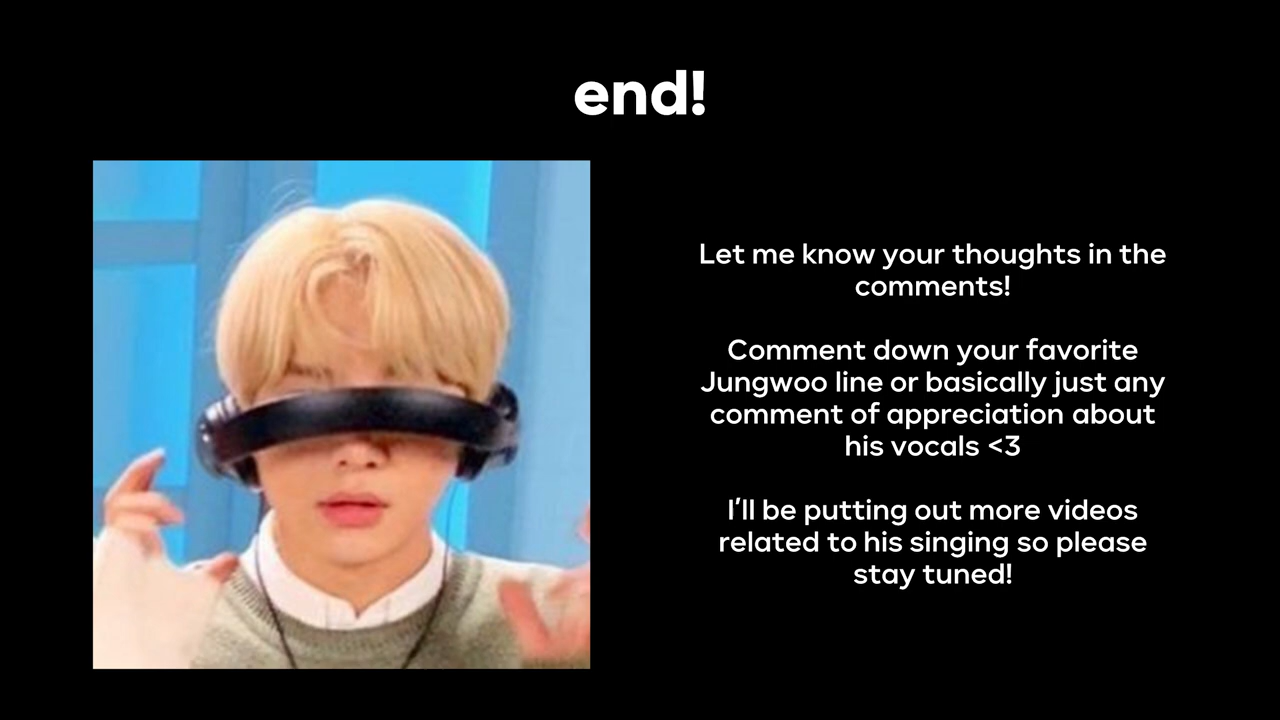 end!
Let me know your thoughts in the
comments!
Comment down your favorite
Jungwoo line or basically just any
comment of appreciation about
his vocals <3
I'll be putting out more videos
related to his singing so please
stay tuned!